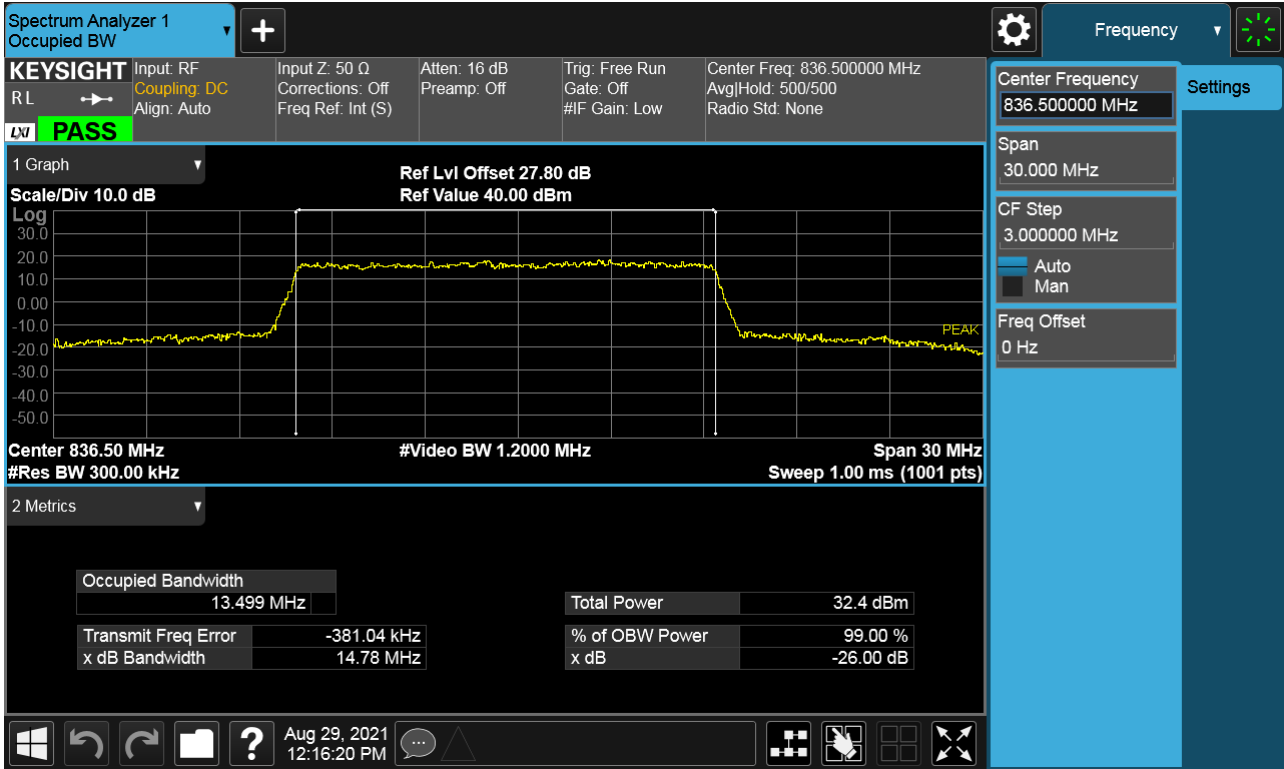 Spectrum Analyzer 1
Occupied BW
Frequency
KEYSIGHT
R L
LXI PASS
Input: RF
Coupling: DC
Align: Auto
Input Z: 50 Ω
Corrections: Off
Freq Ref: Int (S)
Atten: 16 dB
Preamp: Off
Trig: Free Run
Gate: Off
#IF Gain: Low
Center Freq: 836.500000 MHz
Avg|Hold: 500/500
Radio Std: None
Center Frequency
836.500000 MHz
Settings
Span
30.000 MHz
CF Step
3.000000 MHz
Auto
Man
Freq Offset
0 Hz
1 Graph
Scale/Div 10.0 dB
Ref Lvl Offset 27.80 dB
Ref Value 40.00 dBm
Log
30.0
20.0
10.0
0.00
-10.0
-20.0
-30.0
-40.0
-50.0
PEAK
Center 836.50 MHz
#Video BW 1.2000 MHz
Span 30 MHz
#Res BW 300.00 kHz
Sweep 1.00 ms (1001 pts)
2 Metrics
Occupied Bandwidth
13.499 MHz
Total Power 32.4 dBm
Transmit Freq Error -381.04 kHz
% of OBW Power 99.00 %
x dB Bandwidth 14.78 MHz
x dB -26.00 dB
?
Aug 29, 2021
12:16:20 PM